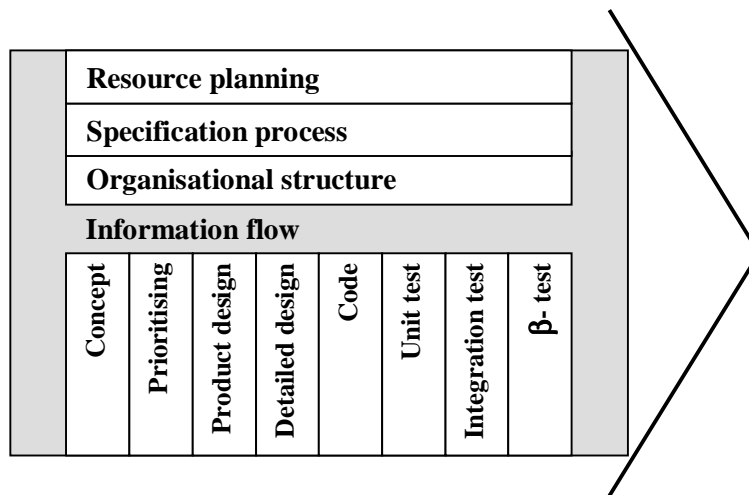 Resource planning
Specification process
Organisational structure
Information flow
Concept
Prioritising
Product design
Detailed design
Code
Unit test
Integration test
β- test